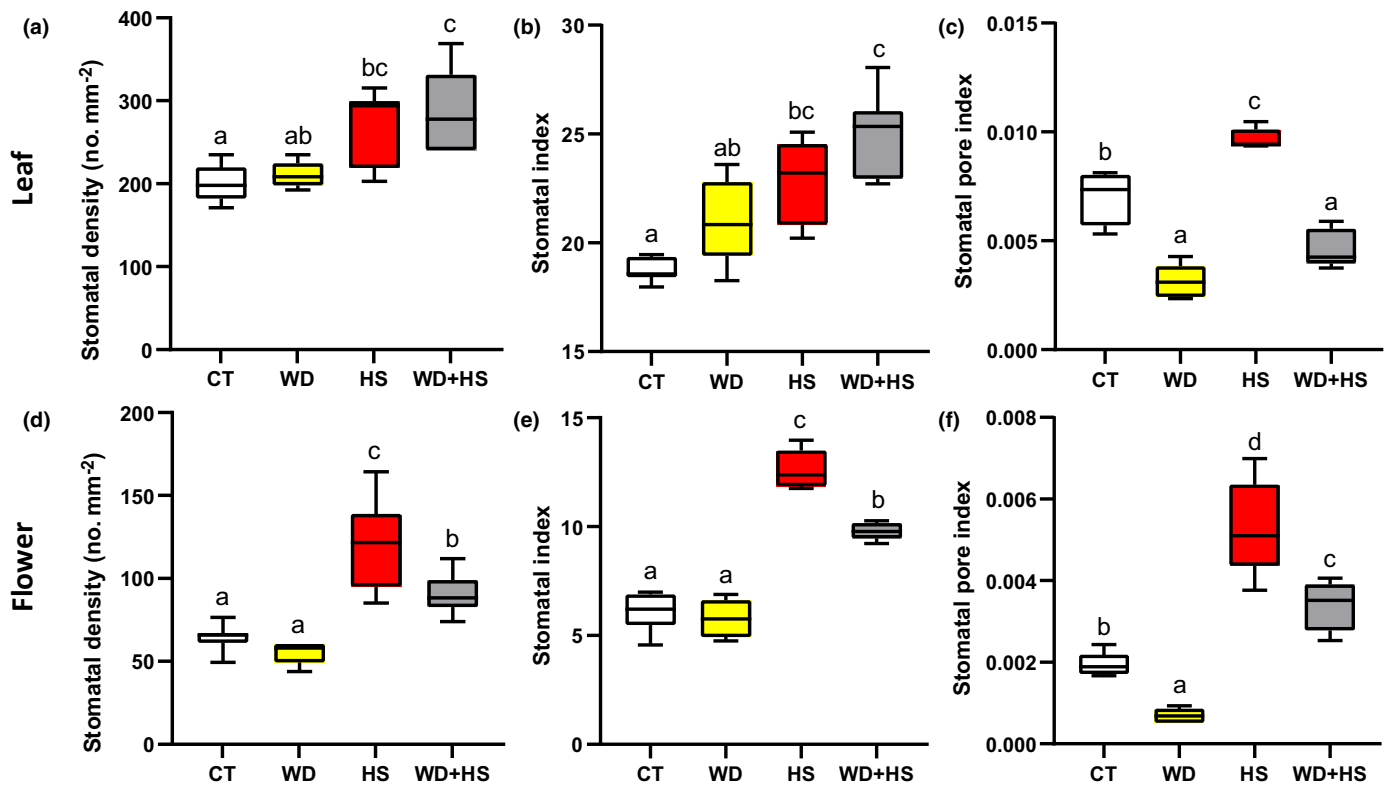 Leaf
(a)
Stomatal density (no. mm⁻²)
400
300
200
100
0
a
ab
bc
c
CT
WD
HS
WD+HS
(b)
Stomatal index
30
25
20
15
a
ab
bc
c
CT
WD
HS
WD+HS
(c)
Stomatal pore index
0.015
0.010
0.005
0.000
b
a
c
a
CT
WD
HS
WD+HS
Flower
(d)
Stomatal density (no. mm⁻²)
200
150
100
50
0
a
a
c
b
CT
WD
HS
WD+HS
(e)
Stomatal index
15
10
5
0
a
a
c
b
CT
WD
HS
WD+HS
(f)
Stomatal pore index
0.008
0.006
0.004
0.002
0.000
b
a
d
c
CT
WD
HS
WD+HS